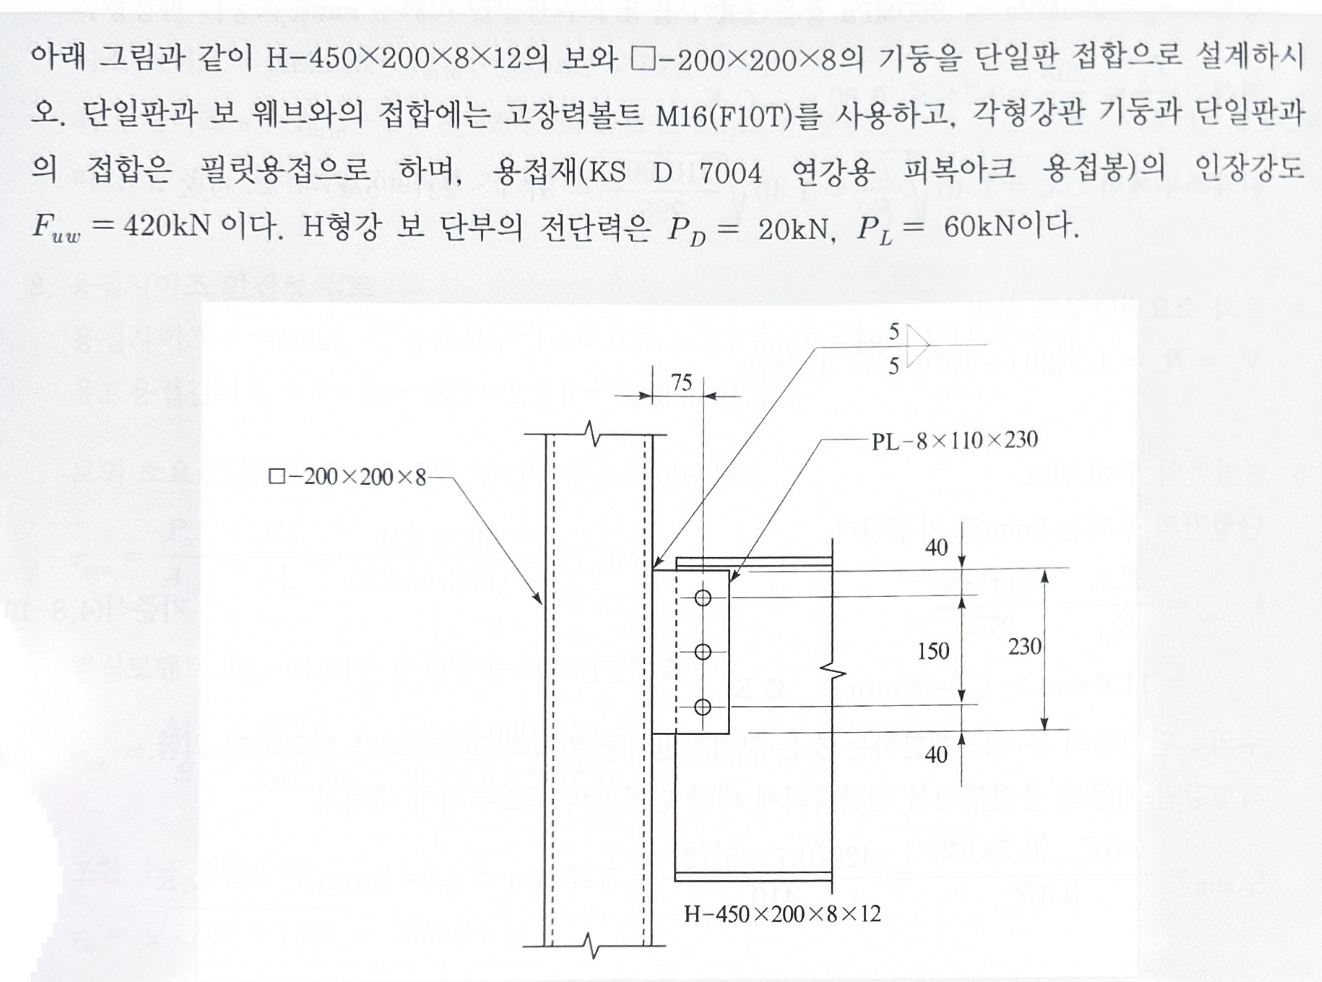 아래 그림과 같이 H-450×200×8×12의 보와 □-200×200×8의 기둥을 단일판 접합으로 설계하시
오. 단일판과 보 웨브와의 접합에는 고장력볼트 M16(F10T)를 사용하고, 각형강관 기둥과 단일판과
의 접합은 필릿용접으로 하며, 용접재(KS D 7004 연강용 피복아크 용접봉)의 인장강도
F_uw = 420kN 이다. H형강 보 단부의 전단력은 P_D = 20kN, P_L = 60kN이다.
5
5
75
PL-8×110×230
□-200×200×8
40
150
230
40
H-450×200×8×12